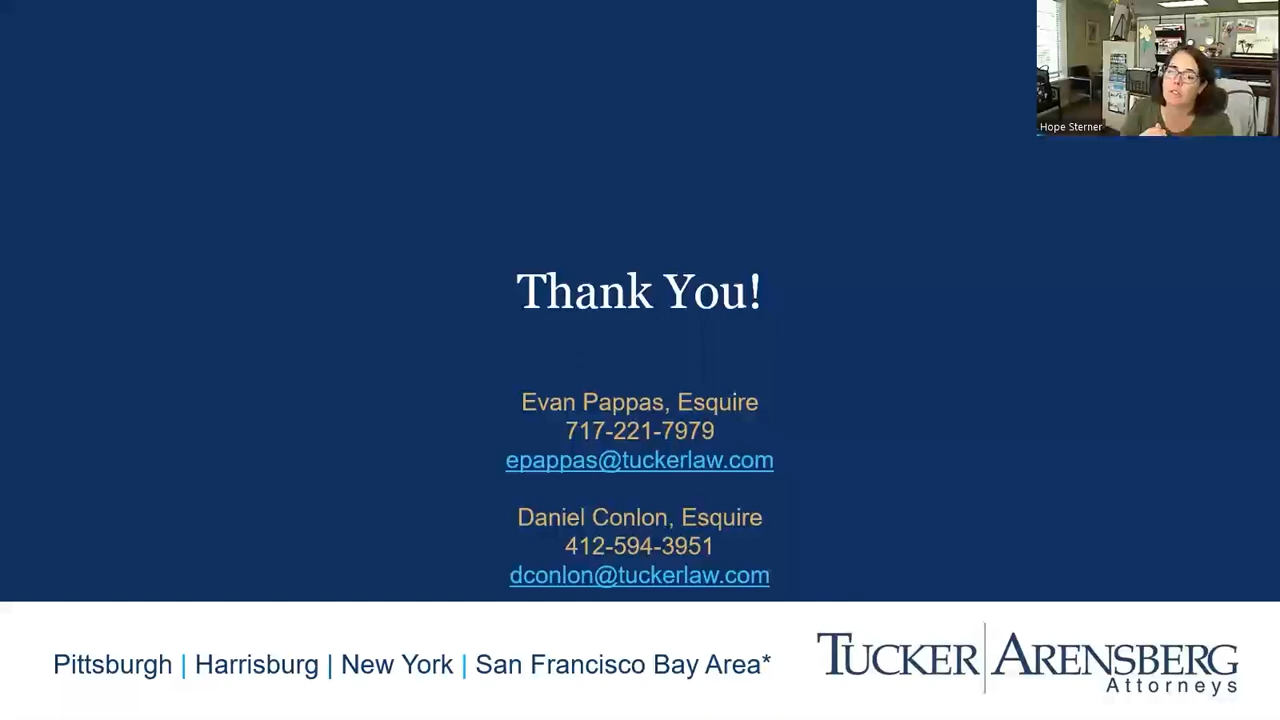 Hope Sterner
Thank You!
Evan Pappas, Esquire
717-221-7979
epappas@tuckerlaw.com
Daniel Conlon, Esquire
412-594-3951
dconlon@tuckerlaw.com
Pittsburgh | Harrisburg | New York | San Francisco Bay Area*
TUCKER ARENSBERG
Attorneys